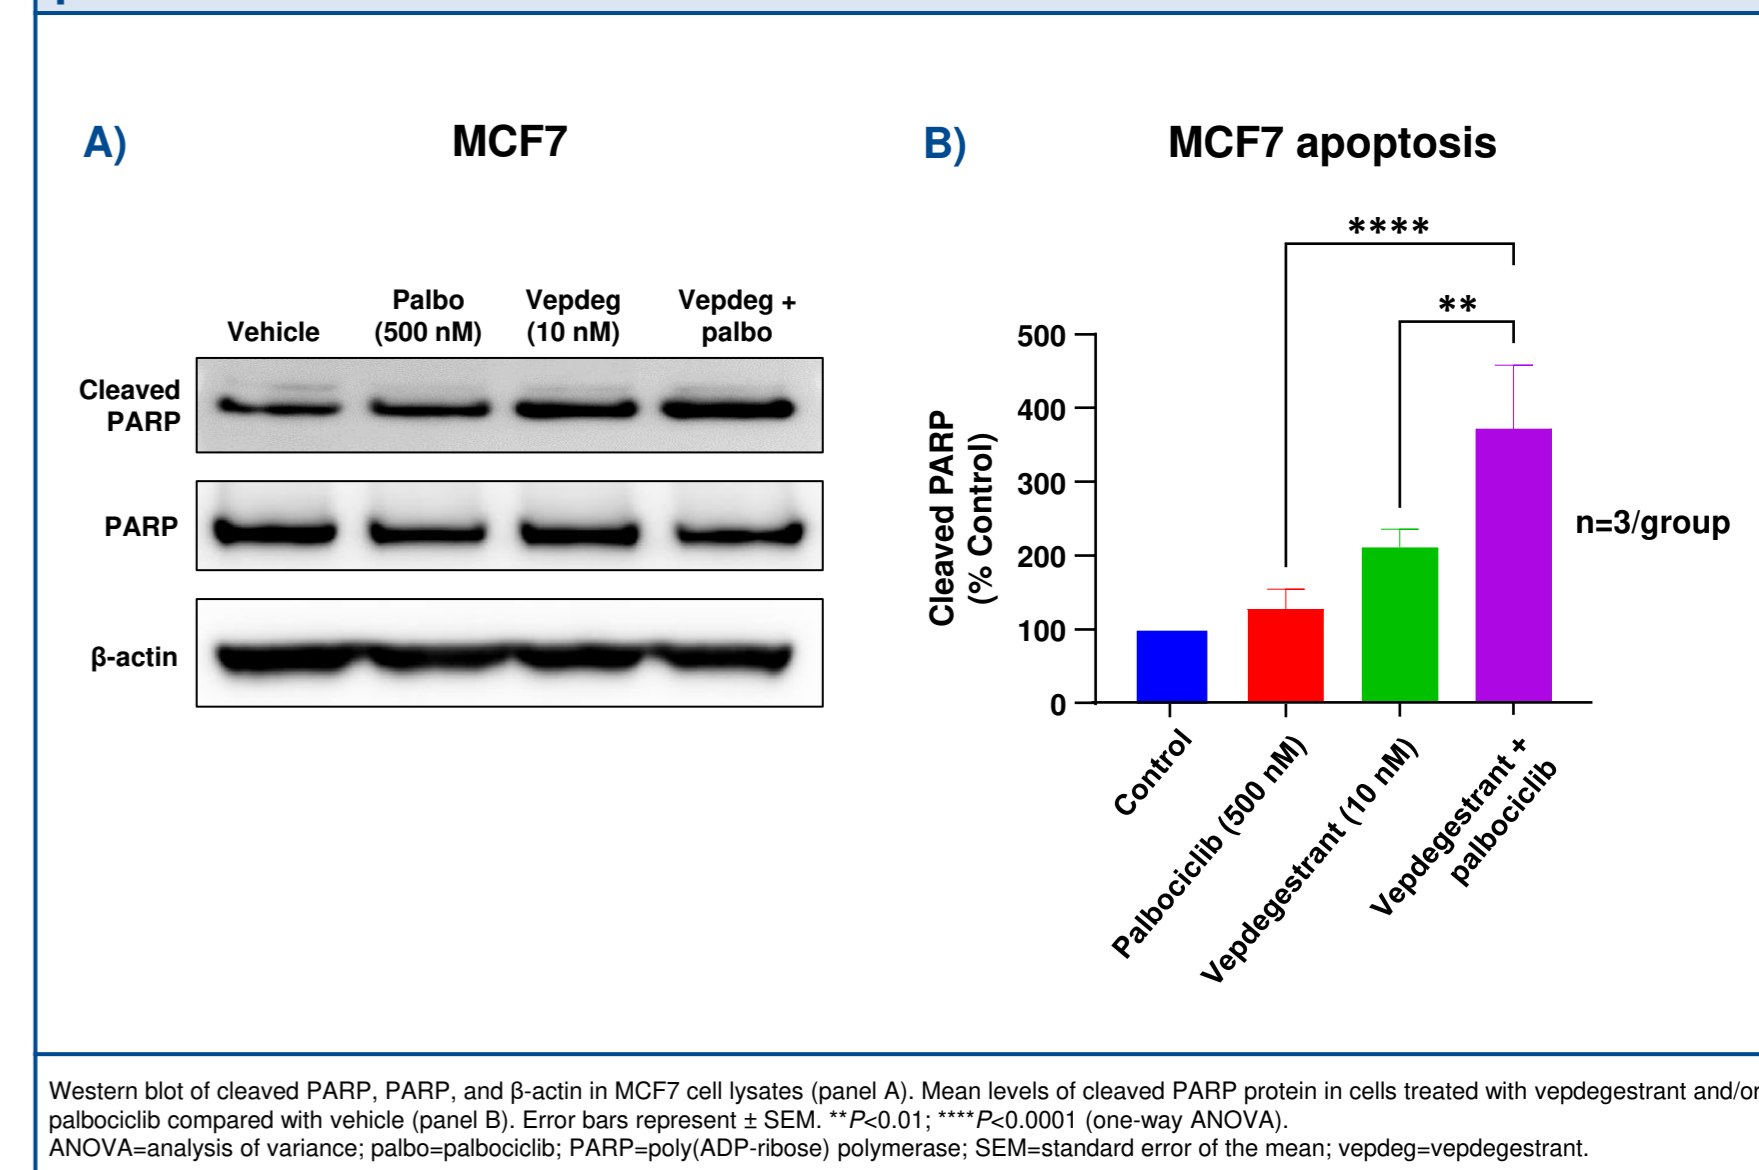 A)
MCF7
Vehicle
Palbo
(500 nM)
Vepdeg
(10 nM)
Vepdeg +
palbo
Cleaved
PARP
PARP
β-actin
B)
MCF7 apoptosis
****
**
Cleaved PARP
(% Control)
500
400
300
200
100
0
n=3/group
Control
Palbociclib (500 nM)
Vepdegestrant (10 nM)
Vepdegestrant +
palbociclib
Western blot of cleaved PARP, PARP, and β-actin in MCF7 cell lysates (panel A). Mean levels of cleaved PARP protein in cells treated with vepdegestrant and/or
palbociclib compared with vehicle (panel B). Error bars represent ± SEM. **P<0.01; ****P<0.0001 (one-way ANOVA).
ANOVA=analysis of variance; palbo=palbociclib; PARP=poly(ADP-ribose) polymerase; SEM=standard error of the mean; vepdeg=vepdegestrant.